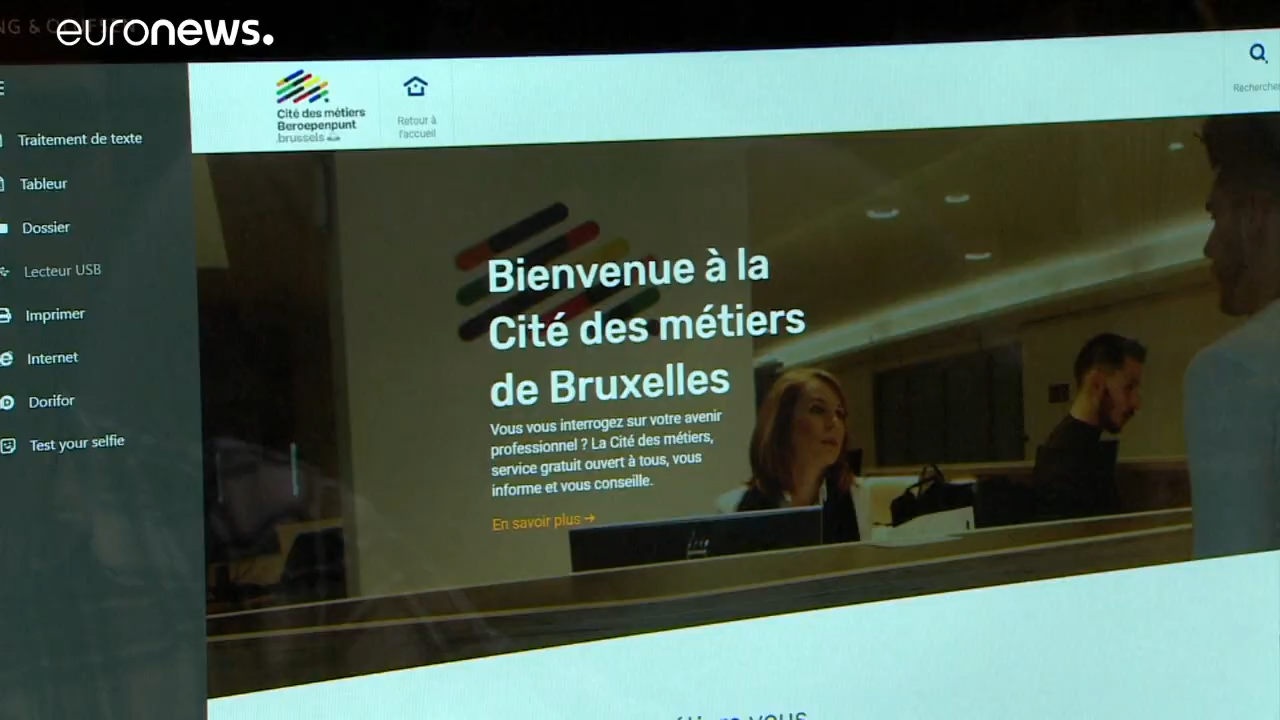 euronews.
Cité des métiers
Beroepenpunt
.brussels
Retour à
l'accueil
Rechercher
Traitement de texte
Tableur
Dossier
Lecteur USB
Imprimer
Internet
Dorifor
Test your selfie
Bienvenue à la
Cité des métiers
de Bruxelles
Vous vous interrogez sur votre avenir
professionnel ? La Cité des métiers,
service gratuit ouvert à tous, vous
informe et vous conseille.
En savoir plus →
vous